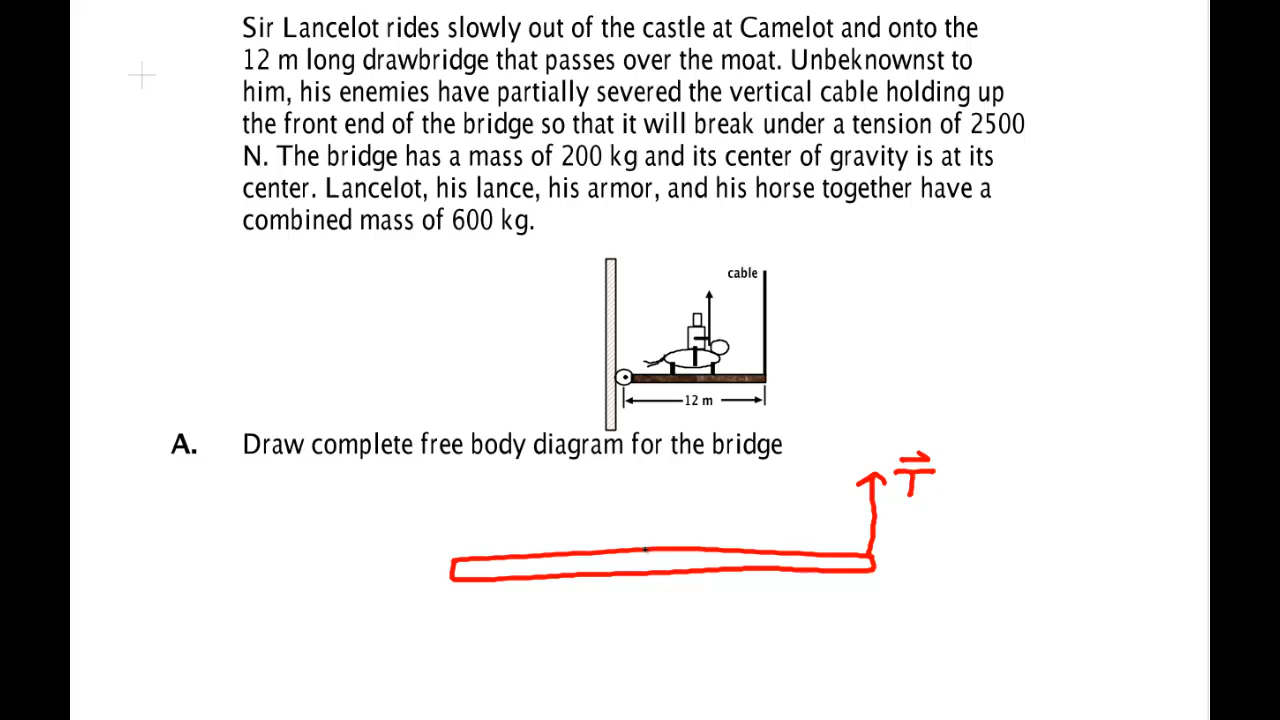 Sir Lancelot rides slowly out of the castle at Camelot and onto the
12 m long drawbridge that passes over the moat. Unbeknownst to
him, his enemies have partially severed the vertical cable holding up
the front end of the bridge so that it will break under a tension of 2500
N. The bridge has a mass of 200 kg and its center of gravity is at its
center. Lancelot, his lance, his armor, and his horse together have a
combined mass of 600 kg.
cable
12 m
A. Draw complete free body diagram for the bridge
T